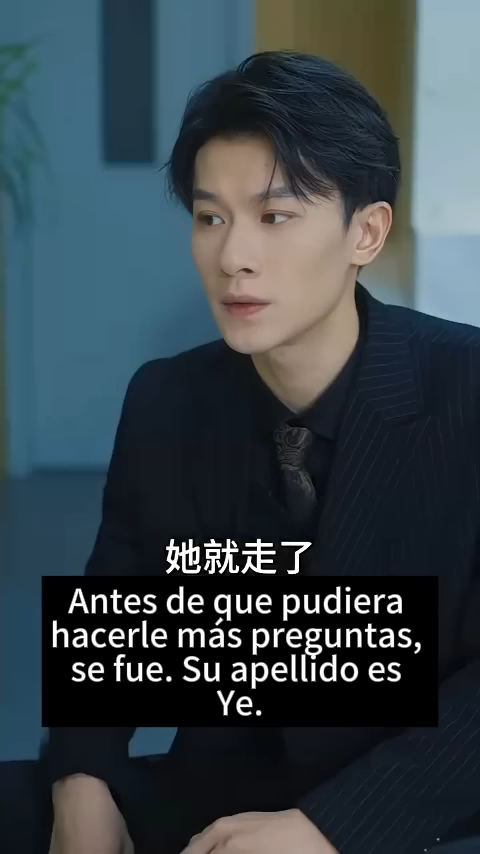 她就走了
Antes de que pudiera
hacerle más preguntas,
se fue. Su apellido es
Ye.